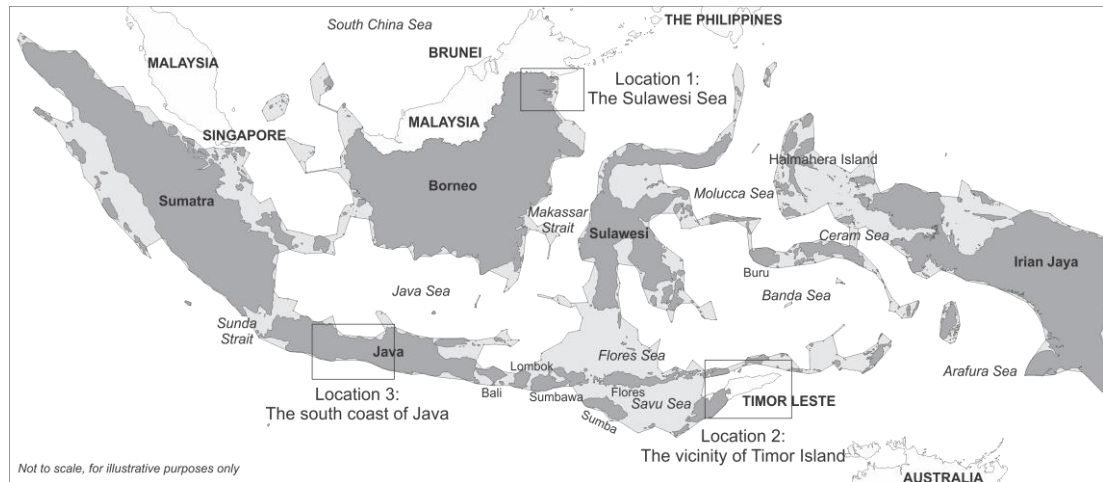 South China Sea
THE PHILIPPINES
BRUNEI
MALAYSIA
Location 1:
The Sulawesi Sea
MALAYSIA
SINGAPORE
Halmahera Island
Borneo
Molucca Sea
Sumatra
Makassar
Strait
Sulawesi
Ceram Sea
Irian Jaya
Buru
Java Sea
Banda Sea
Sunda
Strait
Java
Flores Sea
Lombok
Arafura Sea
Location 3:
The south coast of Java
Bali
Sumbawa
Flores
Savu Sea
TIMOR LESTE
Sumba
Location 2:
The vicinity of Timor Island
Not to scale, for illustrative purposes only
AUSTRALIA